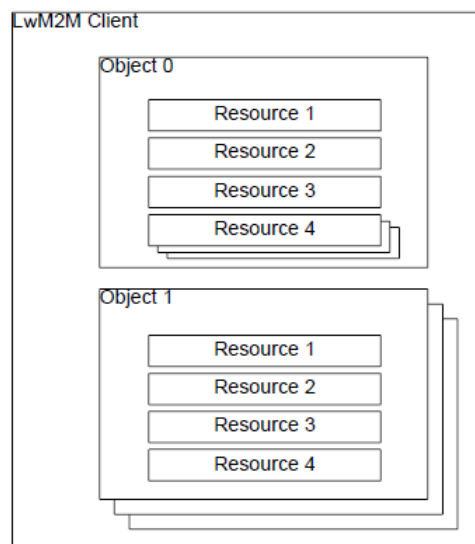 LwM2M Client
Object 0
Resource 1
Resource 2
Resource 3
Resource 4
Object 1
Resource 1
Resource 2
Resource 3
Resource 4